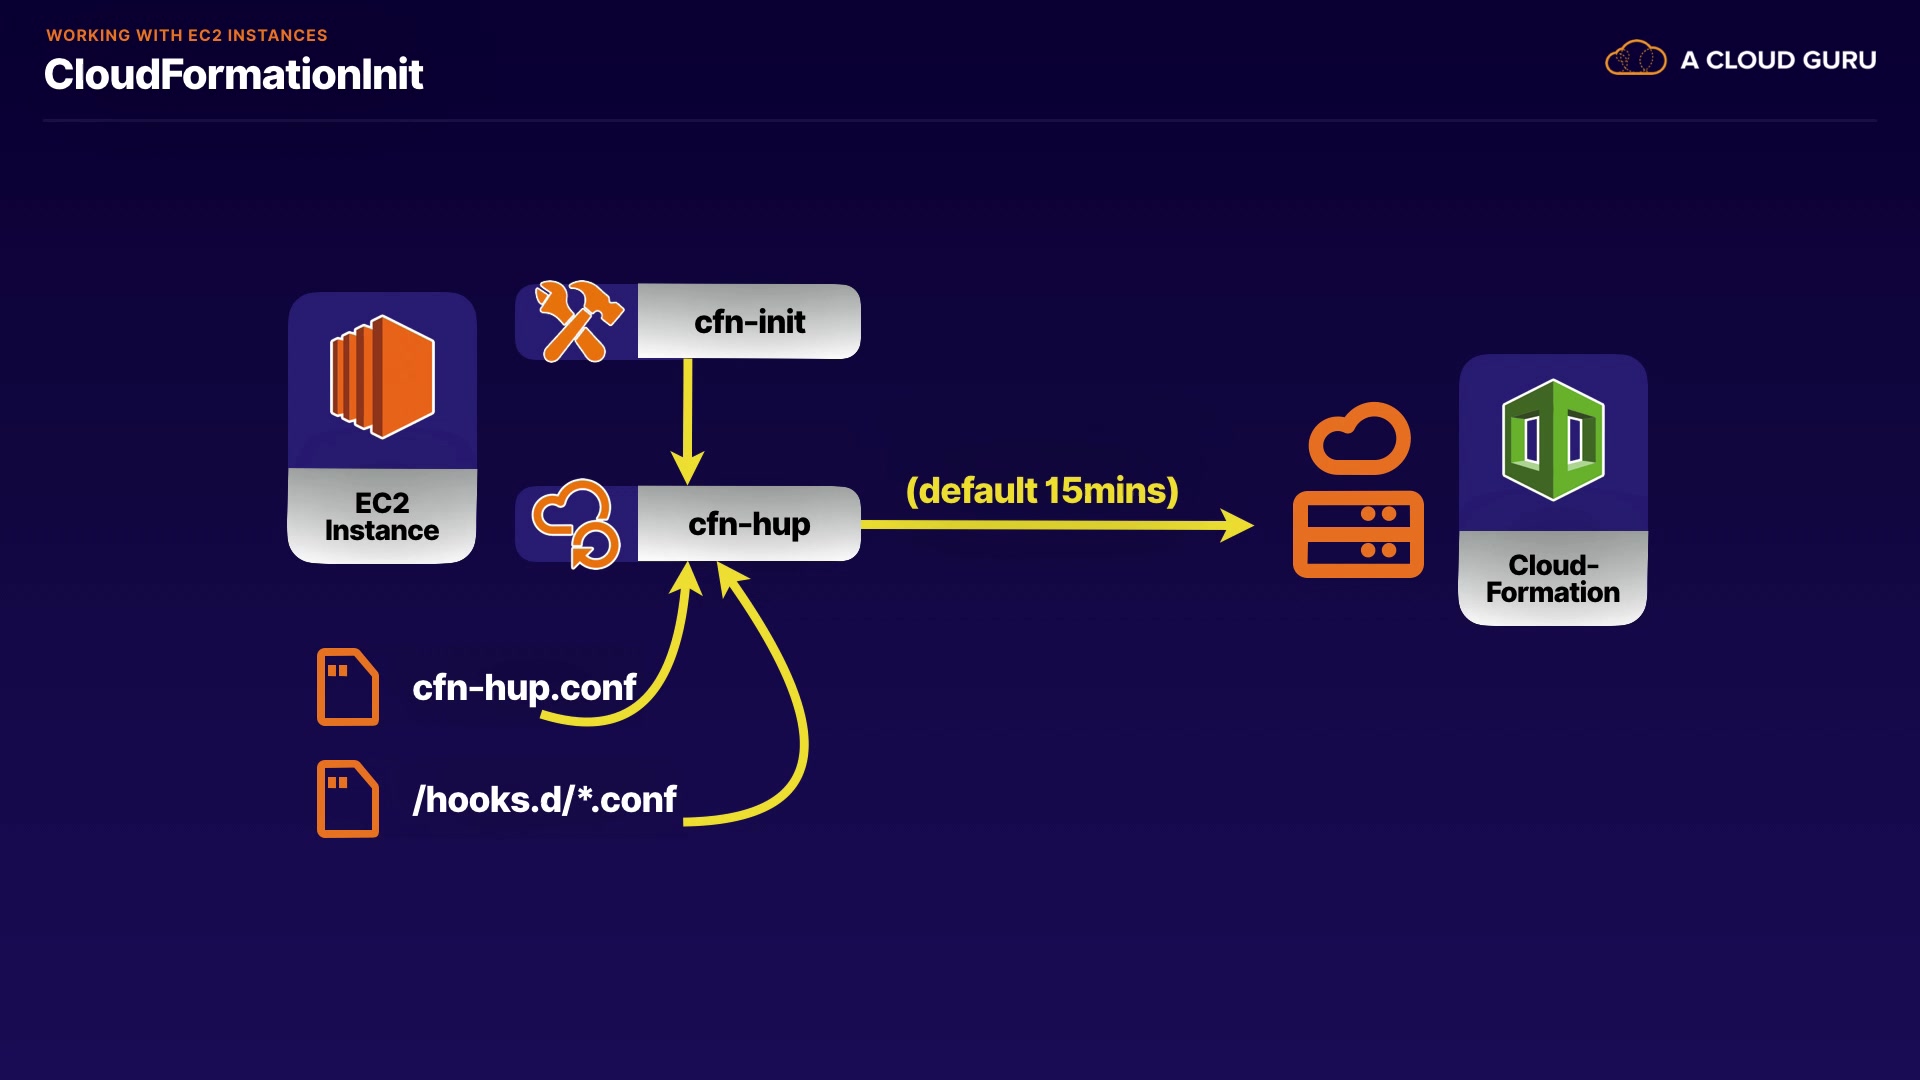 WORKING WITH EC2 INSTANCES
CloudFormationInit
A CLOUD GURU
cfn-init
EC2
Instance
cfn-hup
(default 15mins)
Cloud-
Formation
cfn-hup.conf
/hooks.d/*.conf